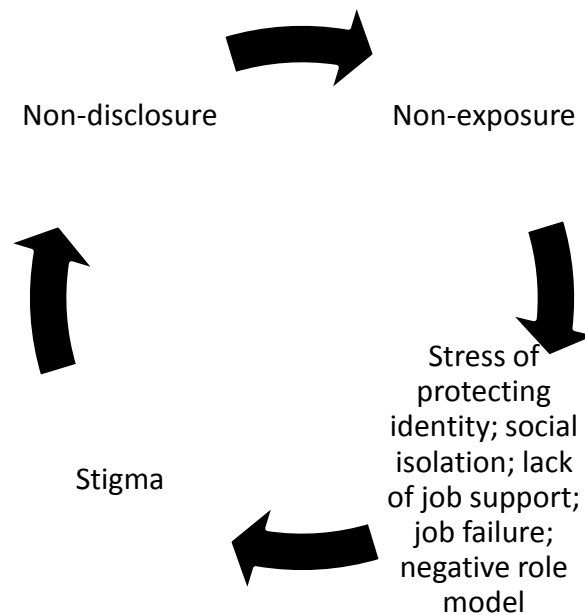 Non-disclosure
Non-exposure
Stress of
protecting
identity; social
isolation; lack
of job support;
job failure;
negative role
model
Stigma